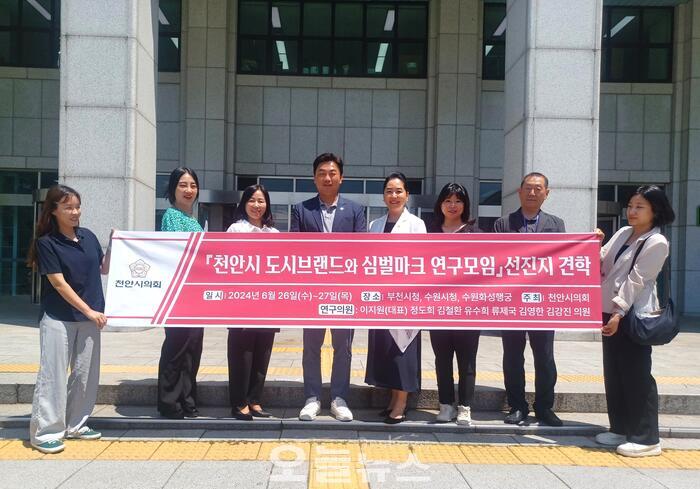 천안시의회
『천안시 도시브랜드와 심벌마크 연구모임』 선진지 견학
일시 : 2024년 6월 26일(수)~27일(목) 장소 : 부천시청, 수원시청, 수원화성행궁 주최 : 천안시의회
연구의원 : 이지원(대표) 정도희 김철환 유수희 류제국 김영한 김강진 의원
오늘뉴스